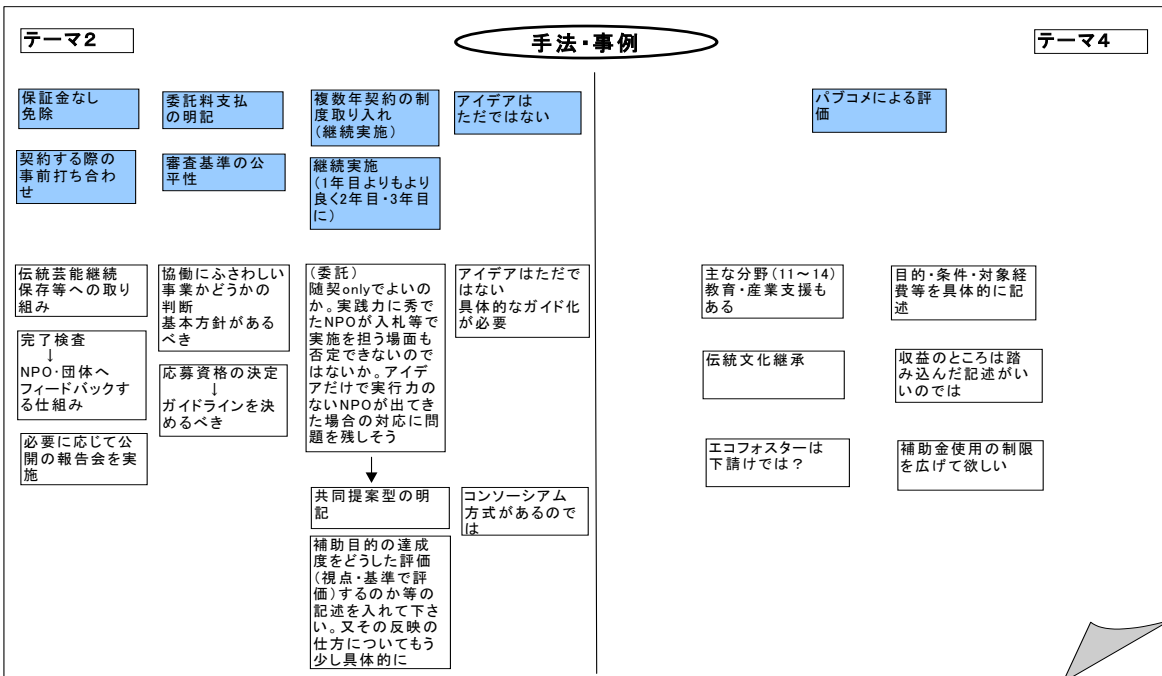 テーマ2
手法・事例
テーマ4
保証金なし
免除
委託料支払
の明記
複数年契約の制
度取り入れ
(継続実施)
アイデアは
ただではない
パブコメによる評
価
契約する際の
事前打ち合わ
せ
審査基準の公
平性
継続実施
(1年目よりもより
良く2年目・3年目
に)
伝統芸能継続
保存等への取り
組み
協働にふさわしい
事業かどうかの
判断
基本方針がある
べき
(委託)
随契onlyでよいの
か。実践力に秀で
たNPOが入札等で
実施を担う場面も
否定できないので
はないか。アイデ
アだけで実行力の
ないNPOが出てき
た場合の対応に問
題を残しそう
アイデアはただで
はない
具体的なガイド化
が必要
主な分野(11~14)
教育・産業支援も
ある
目的・条件・対象経
費等を具体的に記
述
完了検査
↓
NPO・団体へ
フィードバックす
る仕組み
応募資格の決定
↓
ガイドラインを決
めるべき
伝統文化継承
収益のところは踏
み込んだ記述がい
いのでは
必要に応じて公
開の報告会を実
施
エコフォスターは
下請けでは?
補助金使用の制限
を広げて欲しい
共同提案型の明
記
コンソーシアム
方式があるので
は
補助目的の達成
度をどうした評価
(視点・基準で評
価)するのか等の
記述を入れて下さ
い。又その反映の
仕方についてもう
少し具体的に